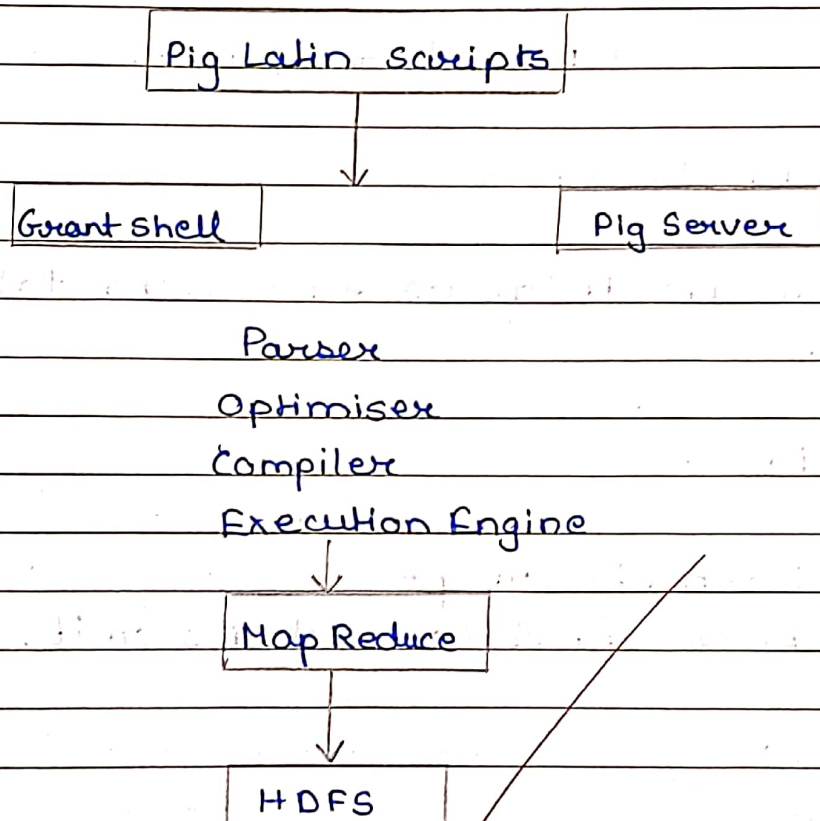 Pig Latin scripts
Grant shell Pig Server
Parser
Optimiser
Compiler
Execution Engine
Map Reduce
HDFS